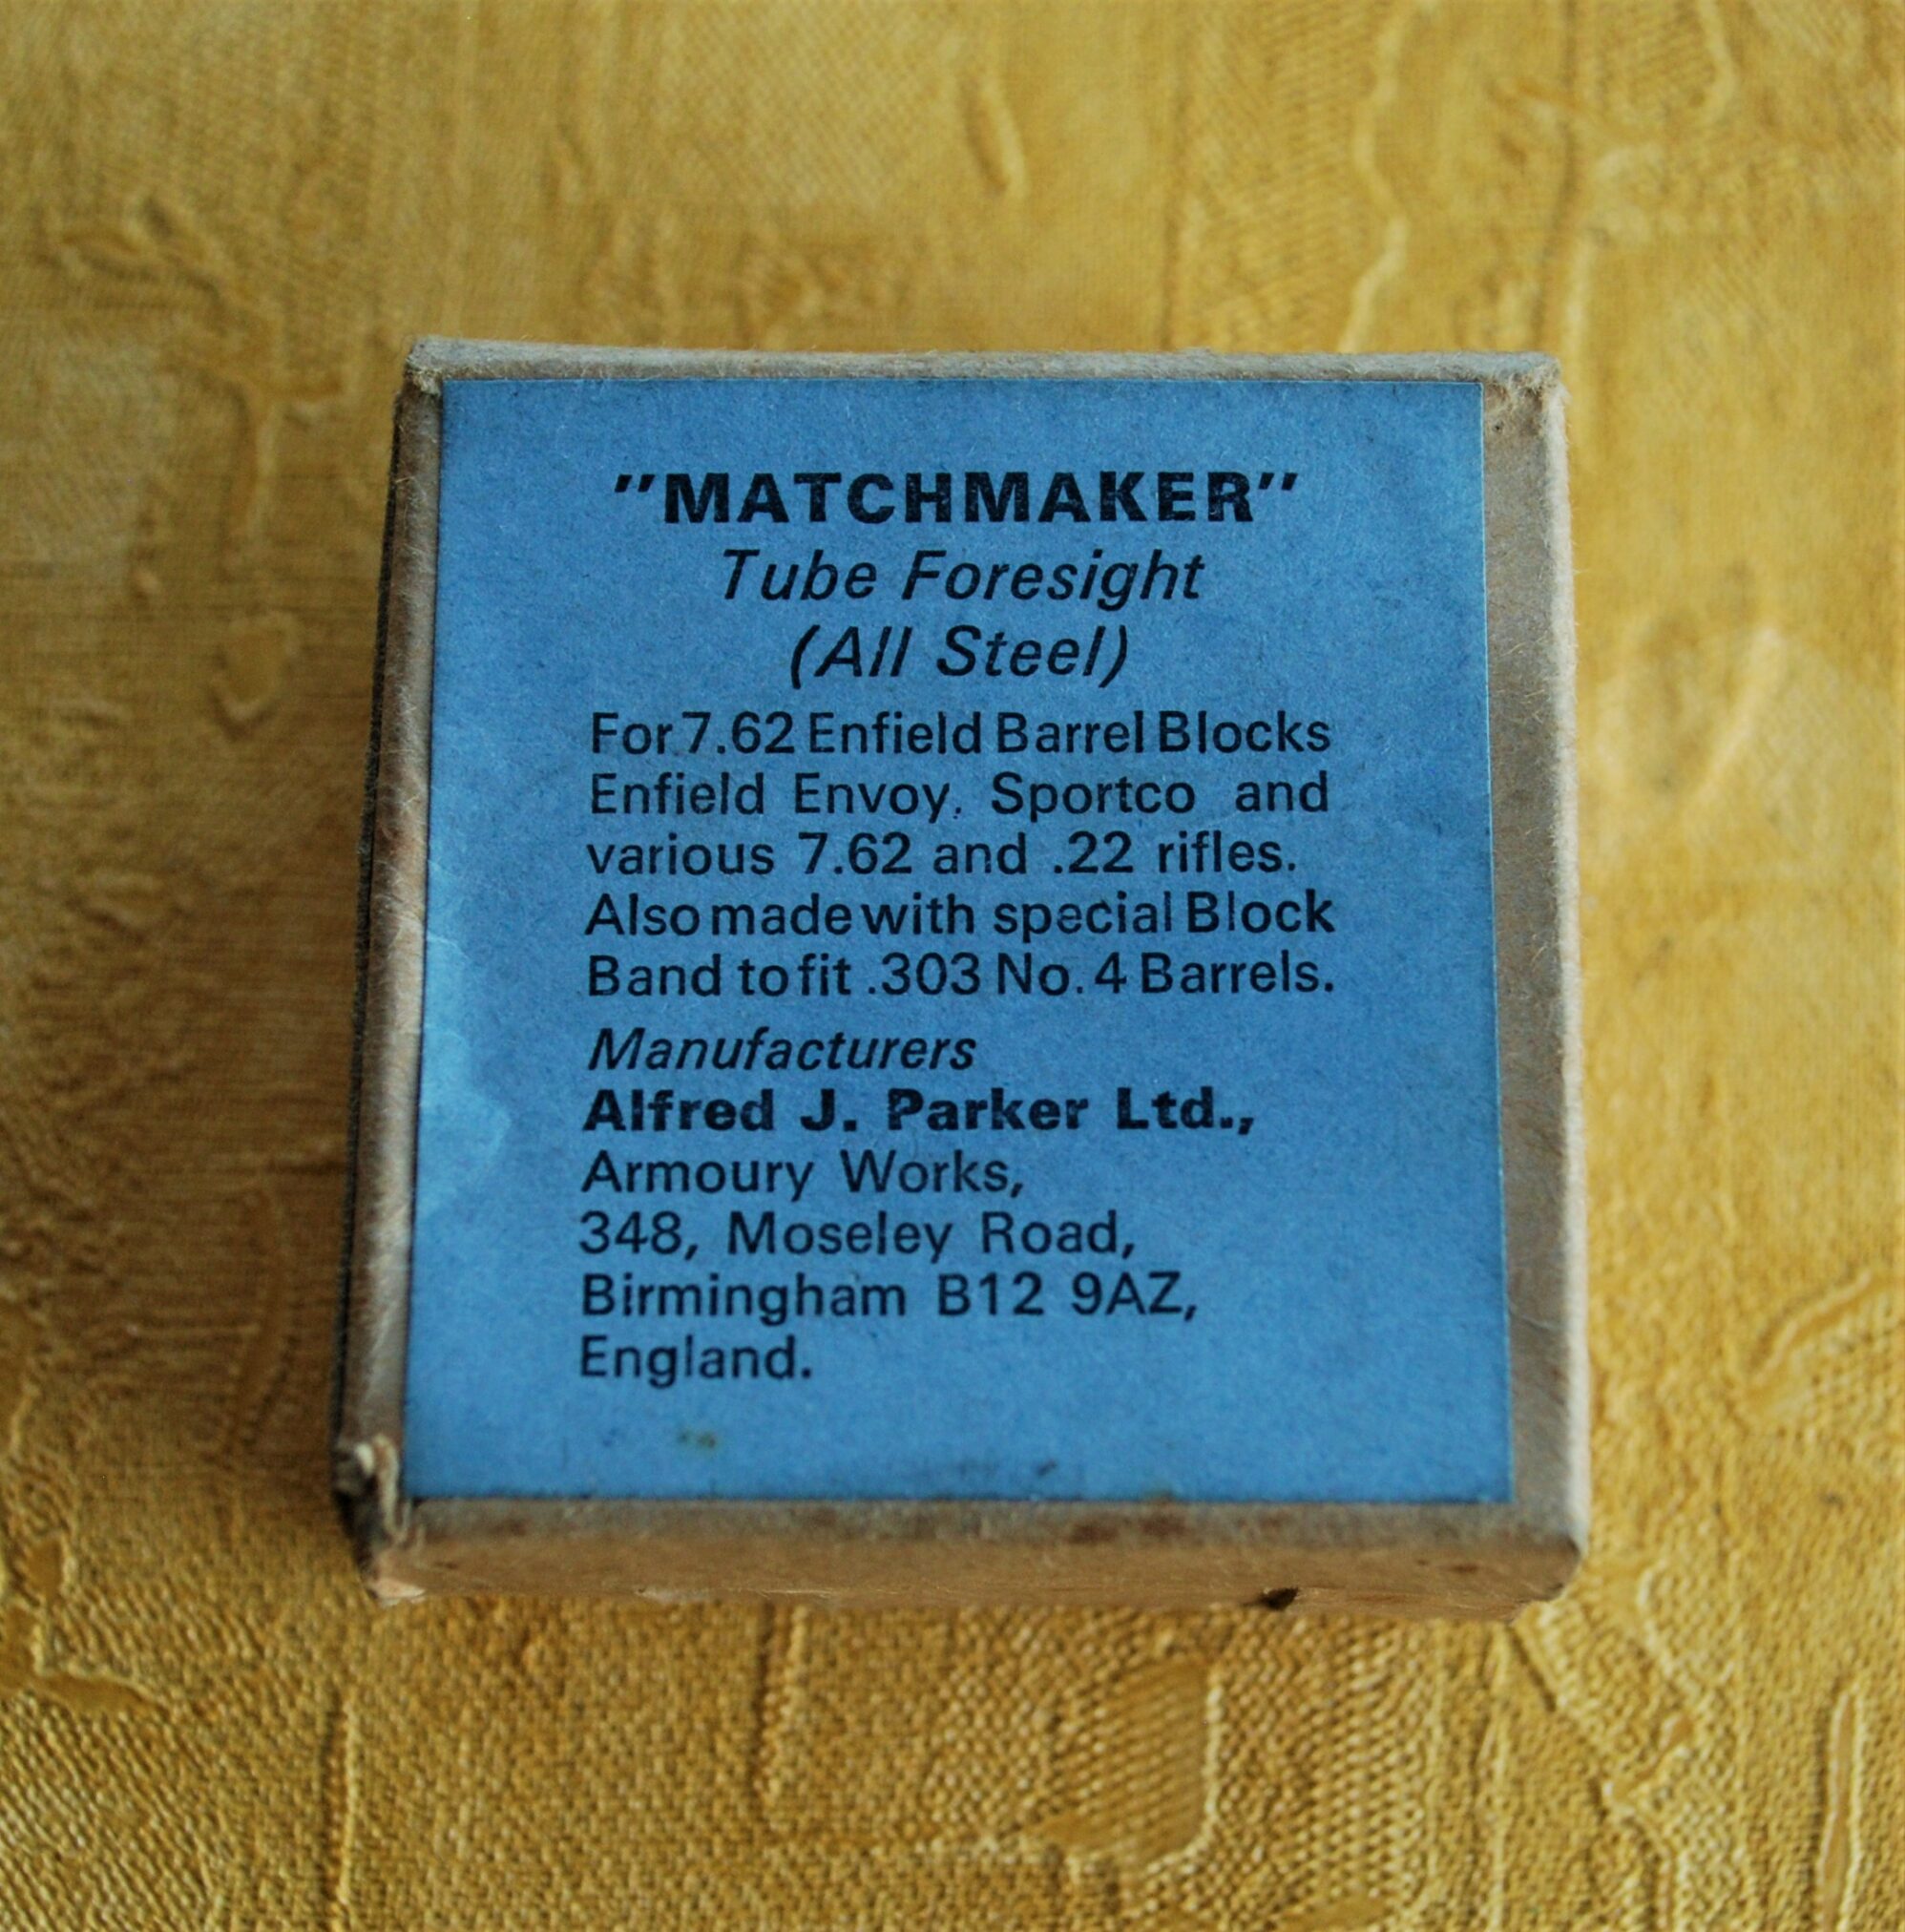 "MATCHMAKER"
Tube Foresight
(All Steel)
For 7.62 Enfield Barrel Blocks
Enfield Envoy. Sportco and
various 7.62 and .22 rifles.
Also made with special Block
Band to fit .303 No. 4 Barrels.
Manufacturers
Alfred J. Parker Ltd.,
Armoury Works,
348, Moseley Road,
Birmingham B12 9AZ,
England.